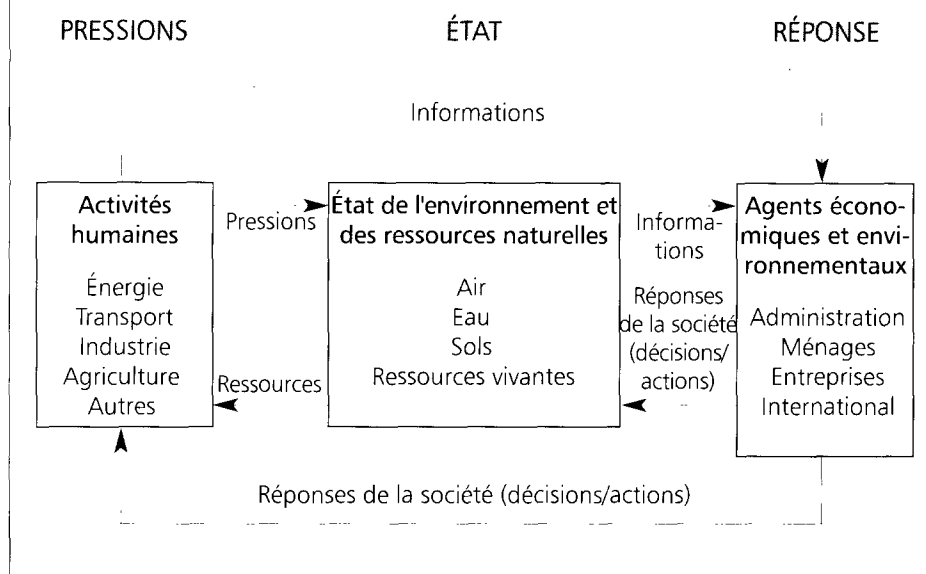 PRESSIONS
ÉTAT
RÉPONSE
Informations
Activités
humaines
Énergie
Transport
Industrie
Agriculture
Autres
Pressions
Ressources
État de l'environnement et
des ressources naturelles
Air
Eau
Sols
Ressources vivantes
Informa-
tions
Réponses
de la société
(décisions/
actions)
Agents écono-
miques et envi-
ronnementaux
Administration
Ménages
Entreprises
International
Réponses de la société (décisions/actions)